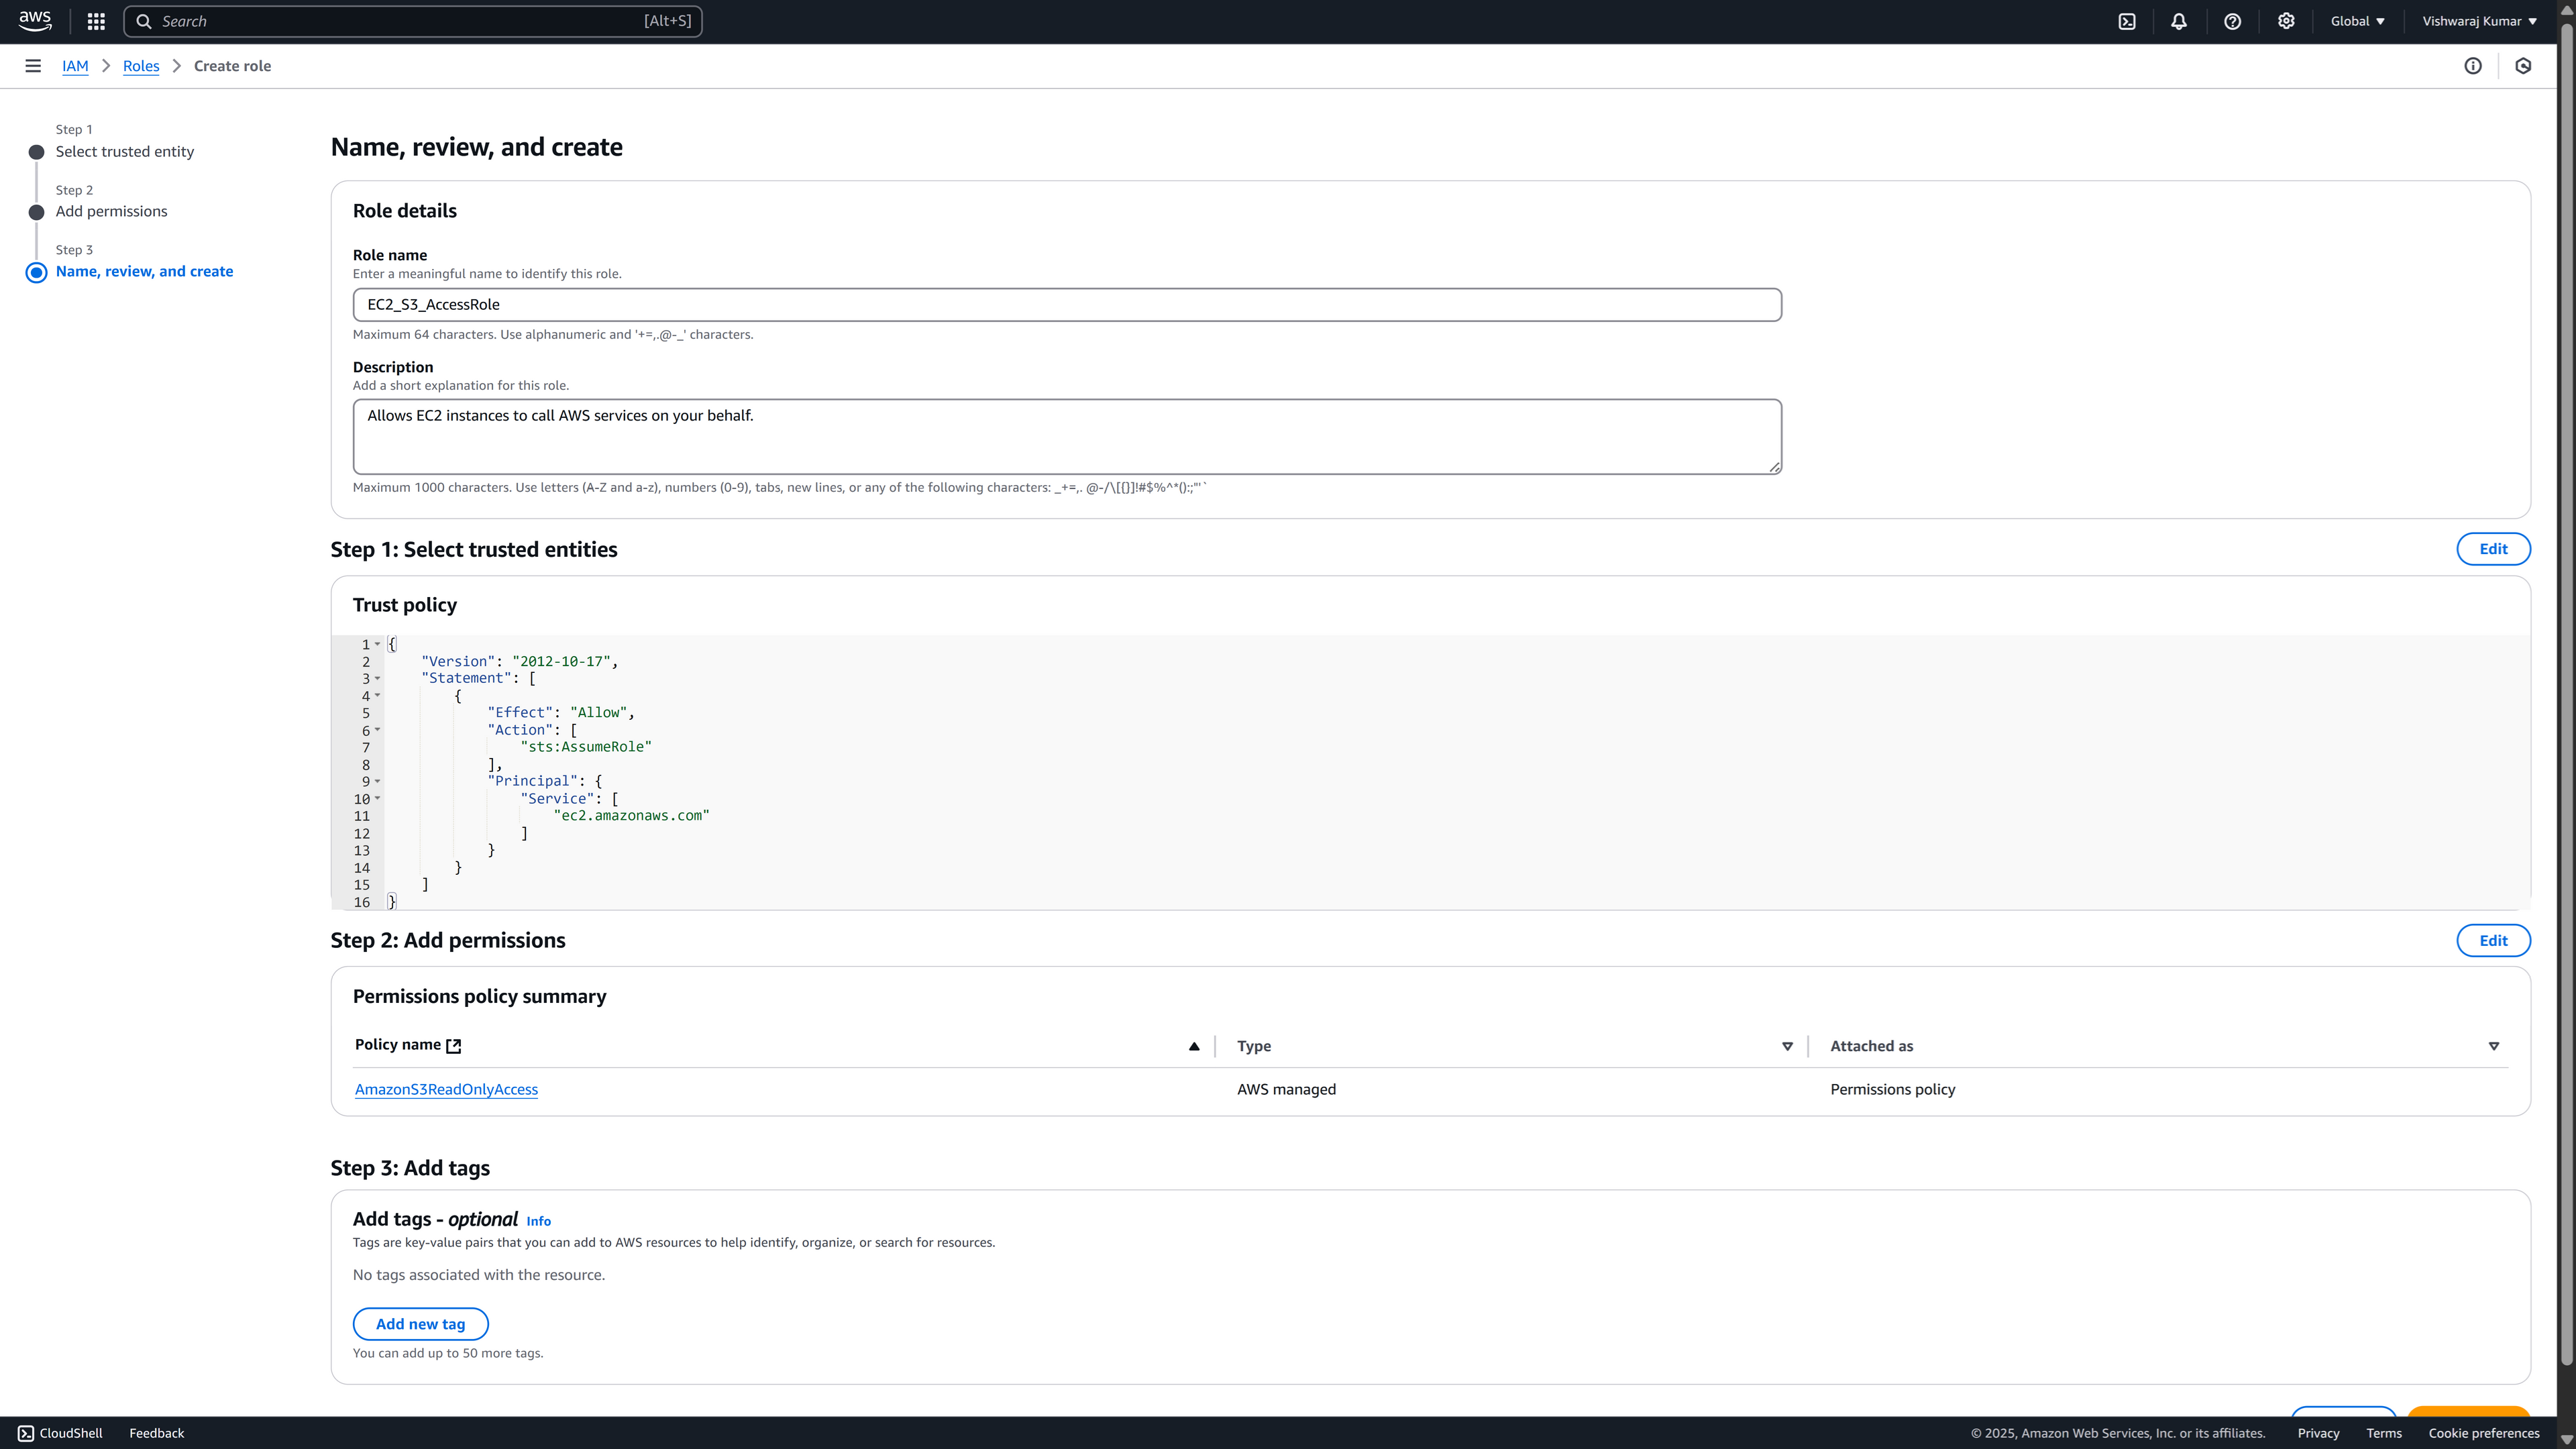 aws
Search [Alt+S]
Global
Vishwaraj Kumar
IAM
Roles
Create role
Step 1
Select trusted entity
Step 2
Add permissions
Step 3
Name, review, and create
Name, review, and create
Role details
Role name
Enter a meaningful name to identify this role.
EC2_S3_AccessRole
Maximum 64 characters. Use alphanumeric and '+=,.@-_' characters.
Description
Add a short explanation for this role.
Allows EC2 instances to call AWS services on your behalf.
Maximum 1000 characters. Use letters (A-Z and a-z), numbers (0-9), tabs, new lines, or any of the following characters: _+=,. @-/\[{}]!#$%^*();:"'`
Step 1: Select trusted entities
Edit
Trust policy
1 {
2 "Version": "2012-10-17",
3 "Statement": [
4 {
5 "Effect": "Allow",
6 "Action": [
7 "sts:AssumeRole"
8 ],
9 "Principal": {
10 "Service": [
11 "ec2.amazonaws.com"
12 ]
13 }
14 }
15 ]
16 }
Step 2: Add permissions
Edit
Permissions policy summary
Policy name Type Attached as
AmazonS3ReadOnlyAccess AWS managed Permissions policy
Step 3: Add tags
Add tags - optional Info
Tags are key-value pairs that you can add to AWS resources to help identify, organize, or search for resources.
No tags associated with the resource.
Add new tag
You can add up to 50 more tags.
CloudShell
Feedback
© 2025, Amazon Web Services, Inc. or its affiliates.
Privacy
Terms
Cookie preferences